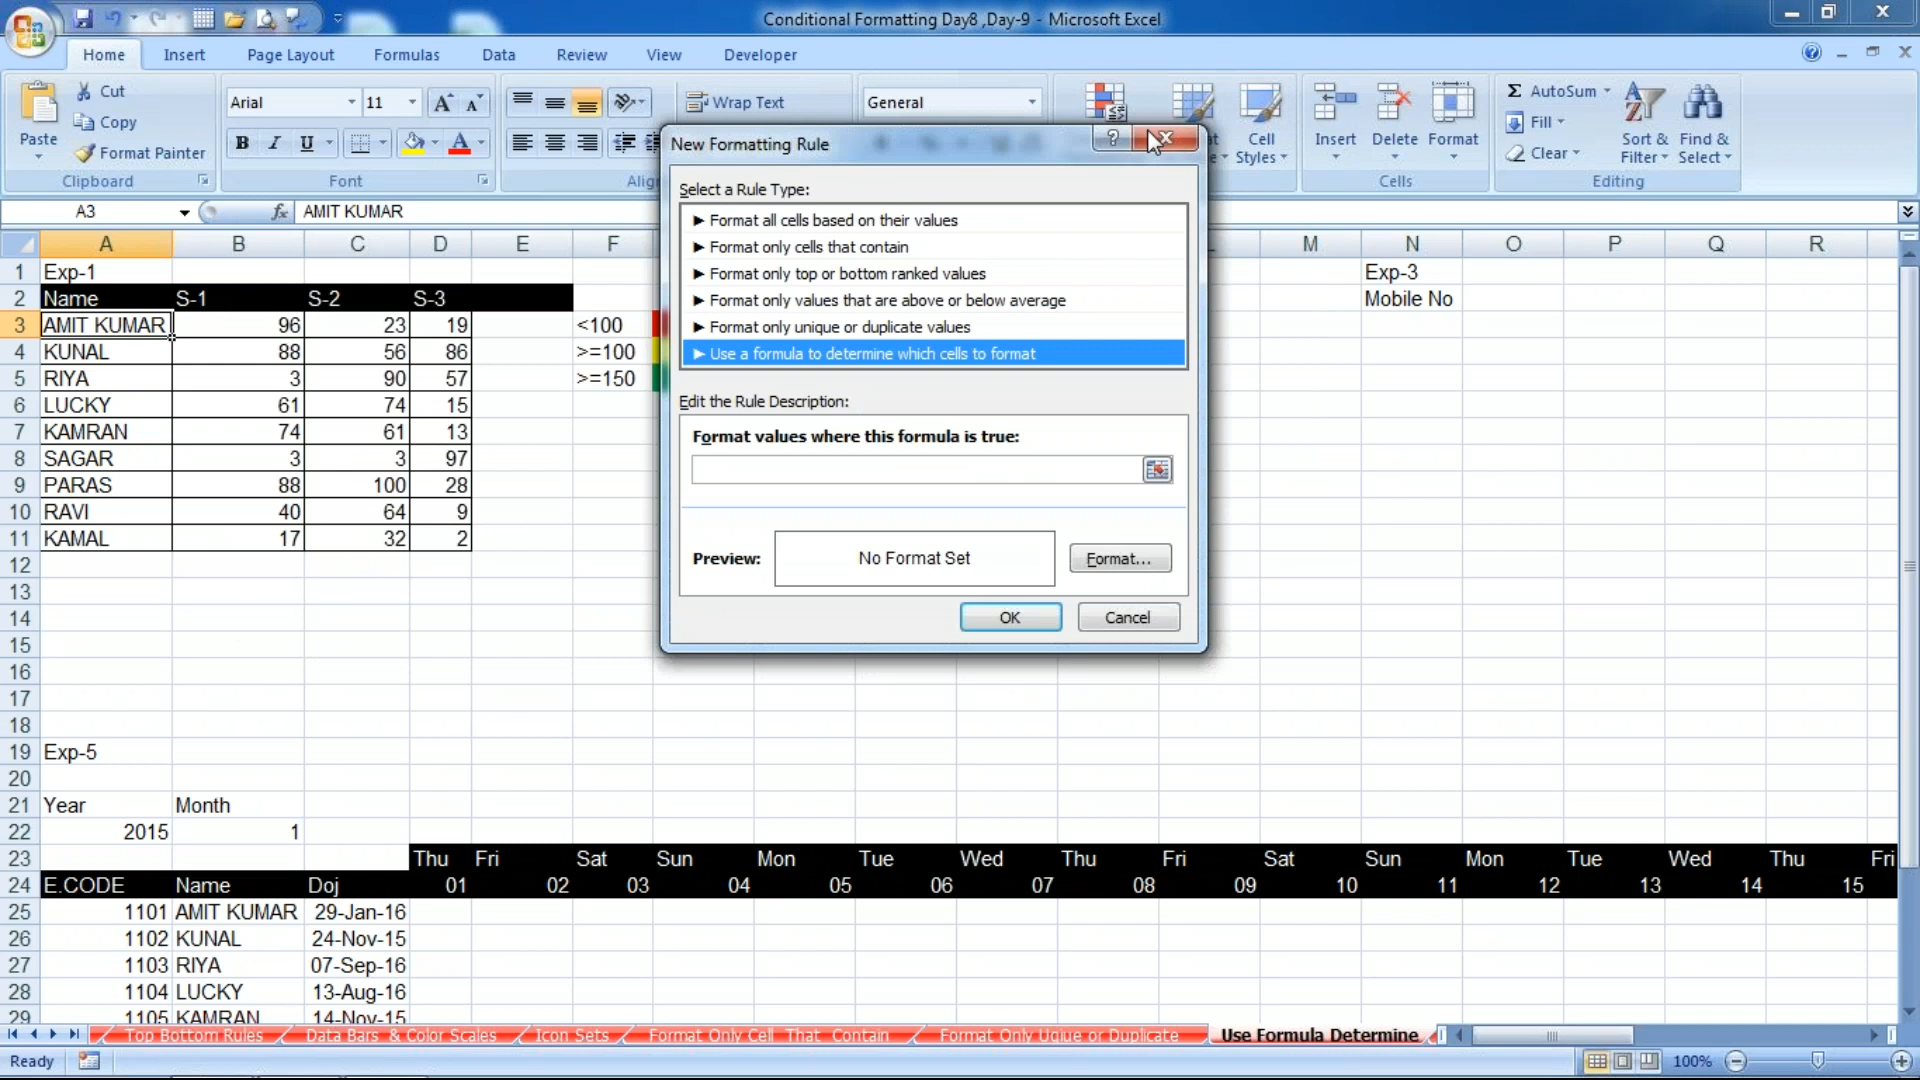 Conditional Formatting Day8 ,Day-9 - Microsoft Excel
Home Insert Page Layout Formulas Data Review View Developer
Paste Cut Copy Format Painter Clipboard
Arial 11 B I U A Font
Wrap Text
General
Cell Styles
Insert Delete Format Cells
Σ AutoSum Fill Clear Sort & Filter Find & Select Editing
A3 fx AMIT KUMAR
A B C D E F M N O P Q R
1 Exp-1 Exp-3
2 Name S-1 S-2 S-3 Mobile No
3 AMIT KUMAR 96 23 19 <100
4 KUNAL 88 56 86 >=100
5 RIYA 3 90 57 >=150
6 LUCKY 61 74 15
7 KAMRAN 74 61 13
8 SAGAR 3 3 97
9 PARAS 88 100 28
10 RAVI 40 64 9
11 KAMAL 17 32 2
12
13
14
15
16
17
18
19 Exp-5
20
21 Year Month
22 2015 1
23 Thu Fri Sat Sun Mon Tue Wed Thu Fri Sat Sun Mon Tue Wed Thu Fri
24 E.CODE Name Doj 01 02 03 04 05 06 07 08 09 10 11 12 13 14 15
25 1101 AMIT KUMAR 29-Jan-16
26 1102 KUNAL 24-Nov-15
27 1103 RIYA 07-Sep-16
28 1104 LUCKY 13-Aug-16
29 1105 KAMRAN 14-Nov-15
New Formatting Rule ?
Select a Rule Type:
► Format all cells based on their values
► Format only cells that contain
► Format only top or bottom ranked values
► Format only values that are above or below average
► Format only unique or duplicate values
► Use a formula to determine which cells to format
Edit the Rule Description:
Format values where this formula is true:
Preview: No Format Set Format...
OK Cancel
Top Bottom Rules Data Bars & Color Scales Icon Sets Format Only Cell That Contain Format Only Uqiue or Duplicate Use Formula Determine
Ready 100%